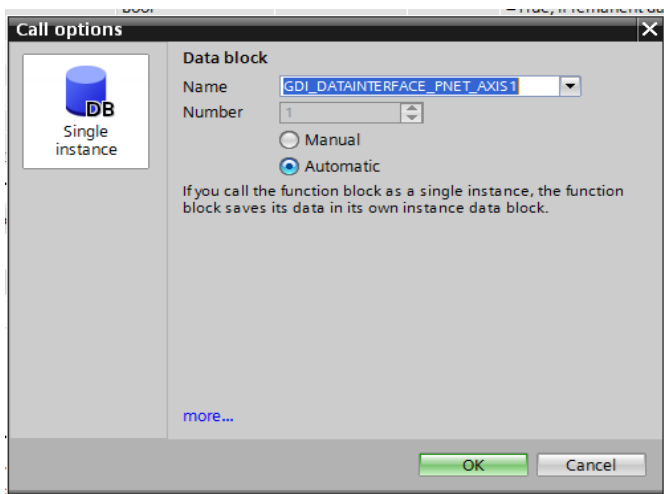 Call options
DB
Single
instance
Data block
Name
GDI_DATAINTERFACE_PNET_AXIS1
Number
1
Manual
Automatic
If you call the function block as a single instance, the function
block saves its data in its own instance data block.
more...
OK
Cancel